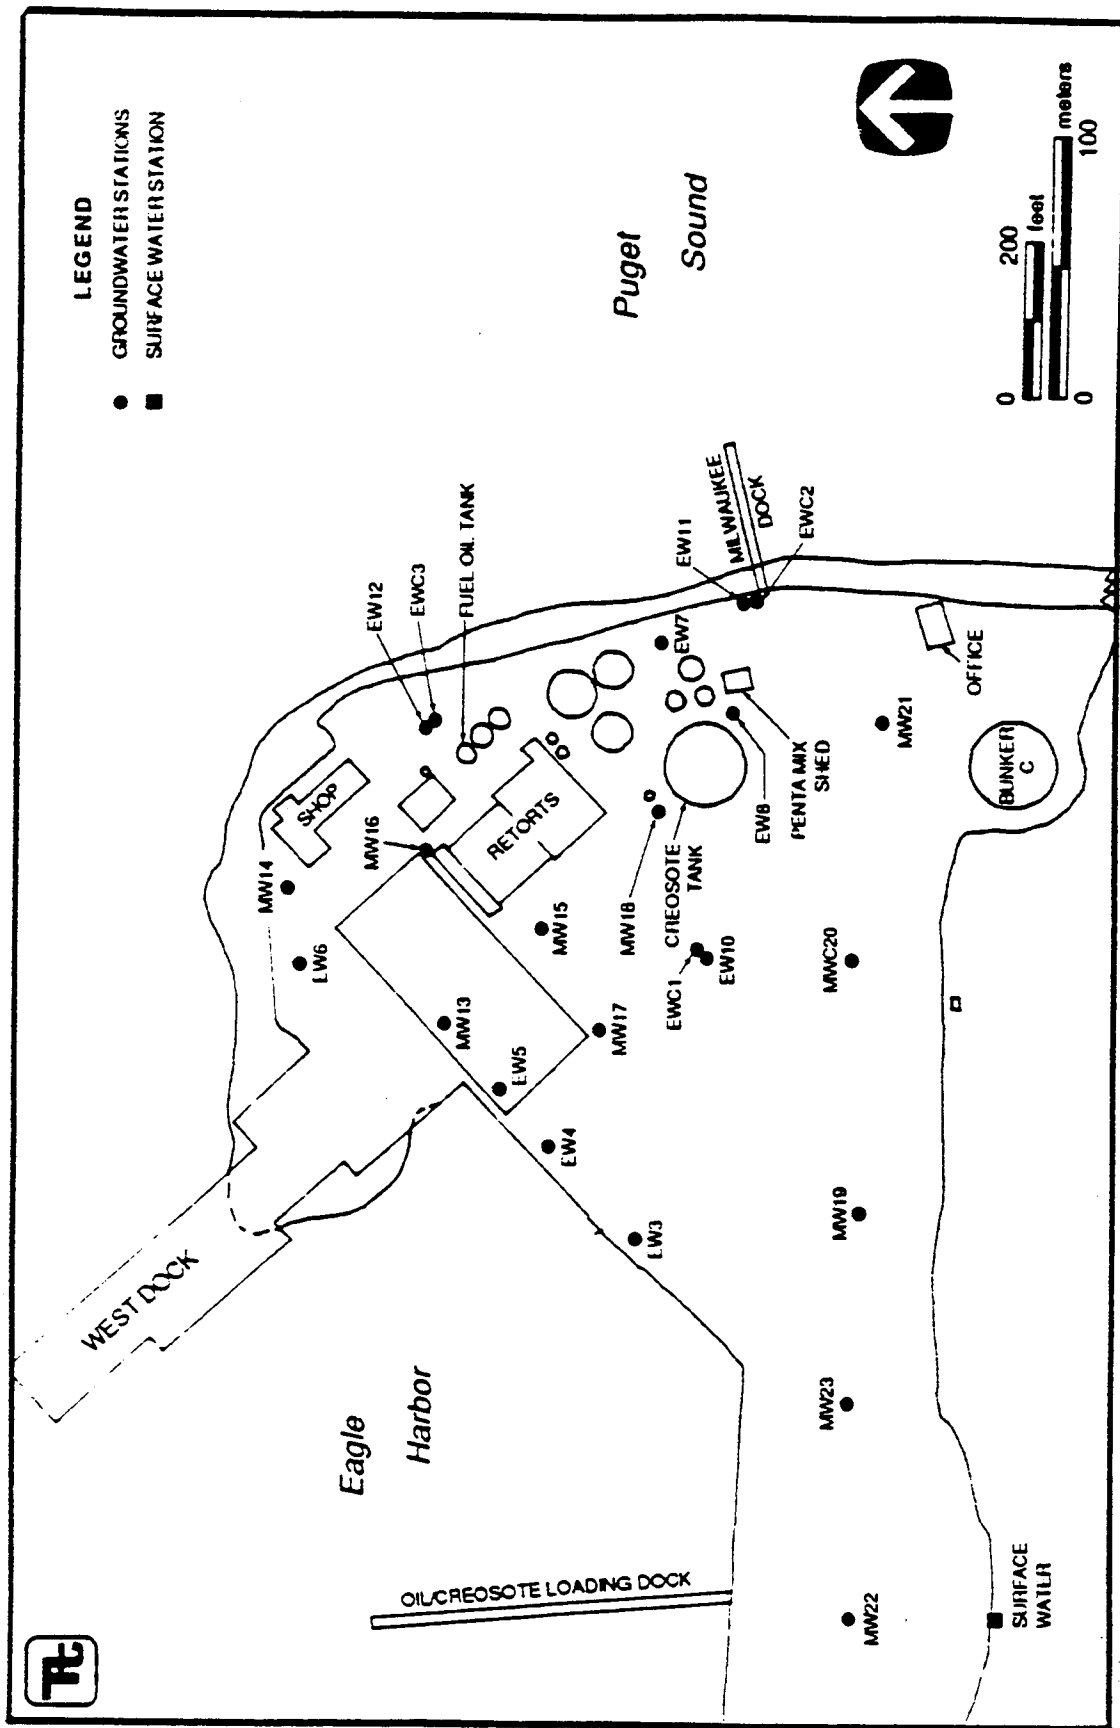 LEGEND
GROUNDWATER STATIONS
SURFACE WATER STATION
Puget
Sound
0
200
feet
0
100
meters
EW12
EWC3
FUEL OIL TANK
EW11
MILWAUKEE
DOCK
EWC2
EW7
OFFICE
SHOP
MW14
MW16
RETORTS
PENTA MIX
SHED
MW21
BUNKER
C
EW8
CREOSOTE
TANK
MW18
MW15
LW6
MW13
EWC1
EW10
MWC20
MW17
EW5
EW4
MW19
LW3
WEST DOCK
Eagle
Harbor
MW23
OIL/CREOSOTE LOADING DOCK
MW22
SURFACE
WATER
Tt